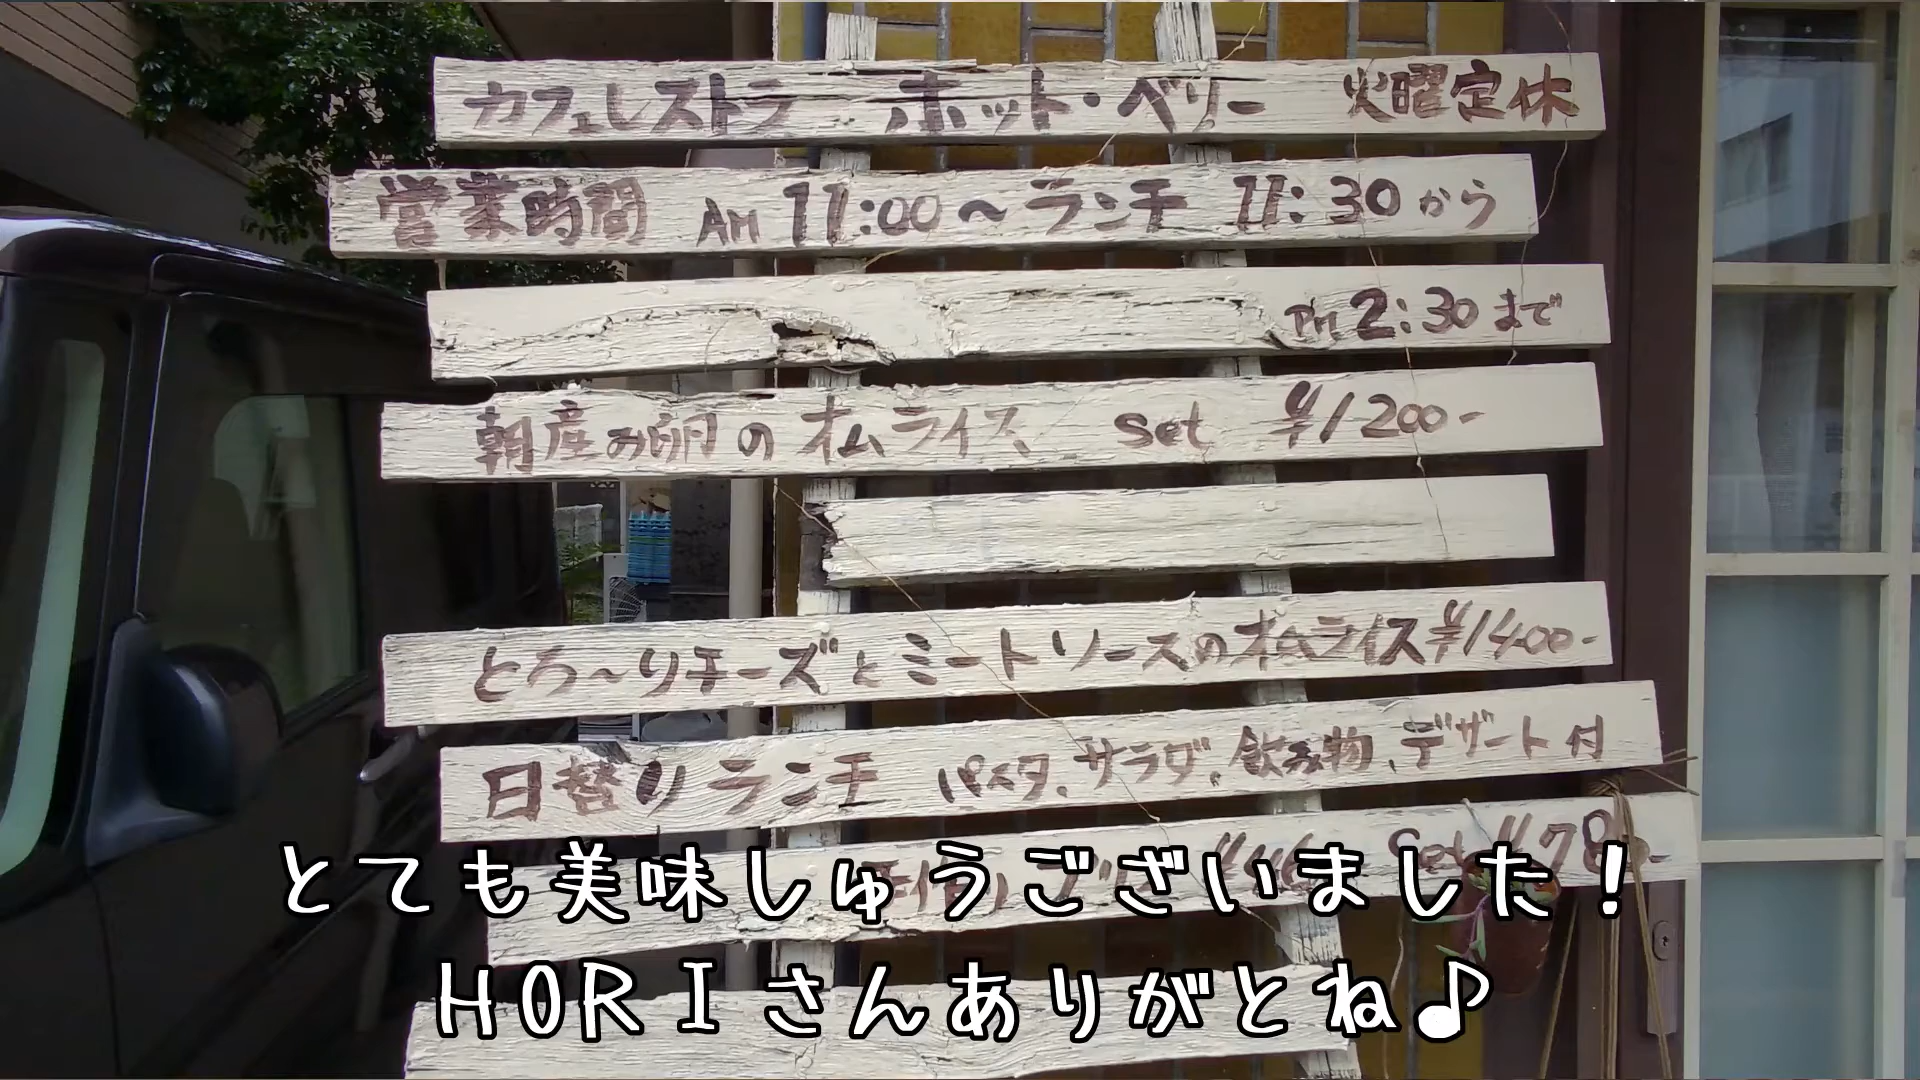 カフェレストラン ホット・ベリー 火曜定休
営業時間 AM 11:00～ランチ 11:30から
PM 2:30まで
朝産み卵のオムライス set ¥1200-
とろ～りチーズとミートソースのオムライス¥1400-
日替りランチ パスタ、サラダ、飲み物、デザート付
手作り Set ¥78
とても美味しゅうございました！
ＨＯＲＩさんありがとね♪